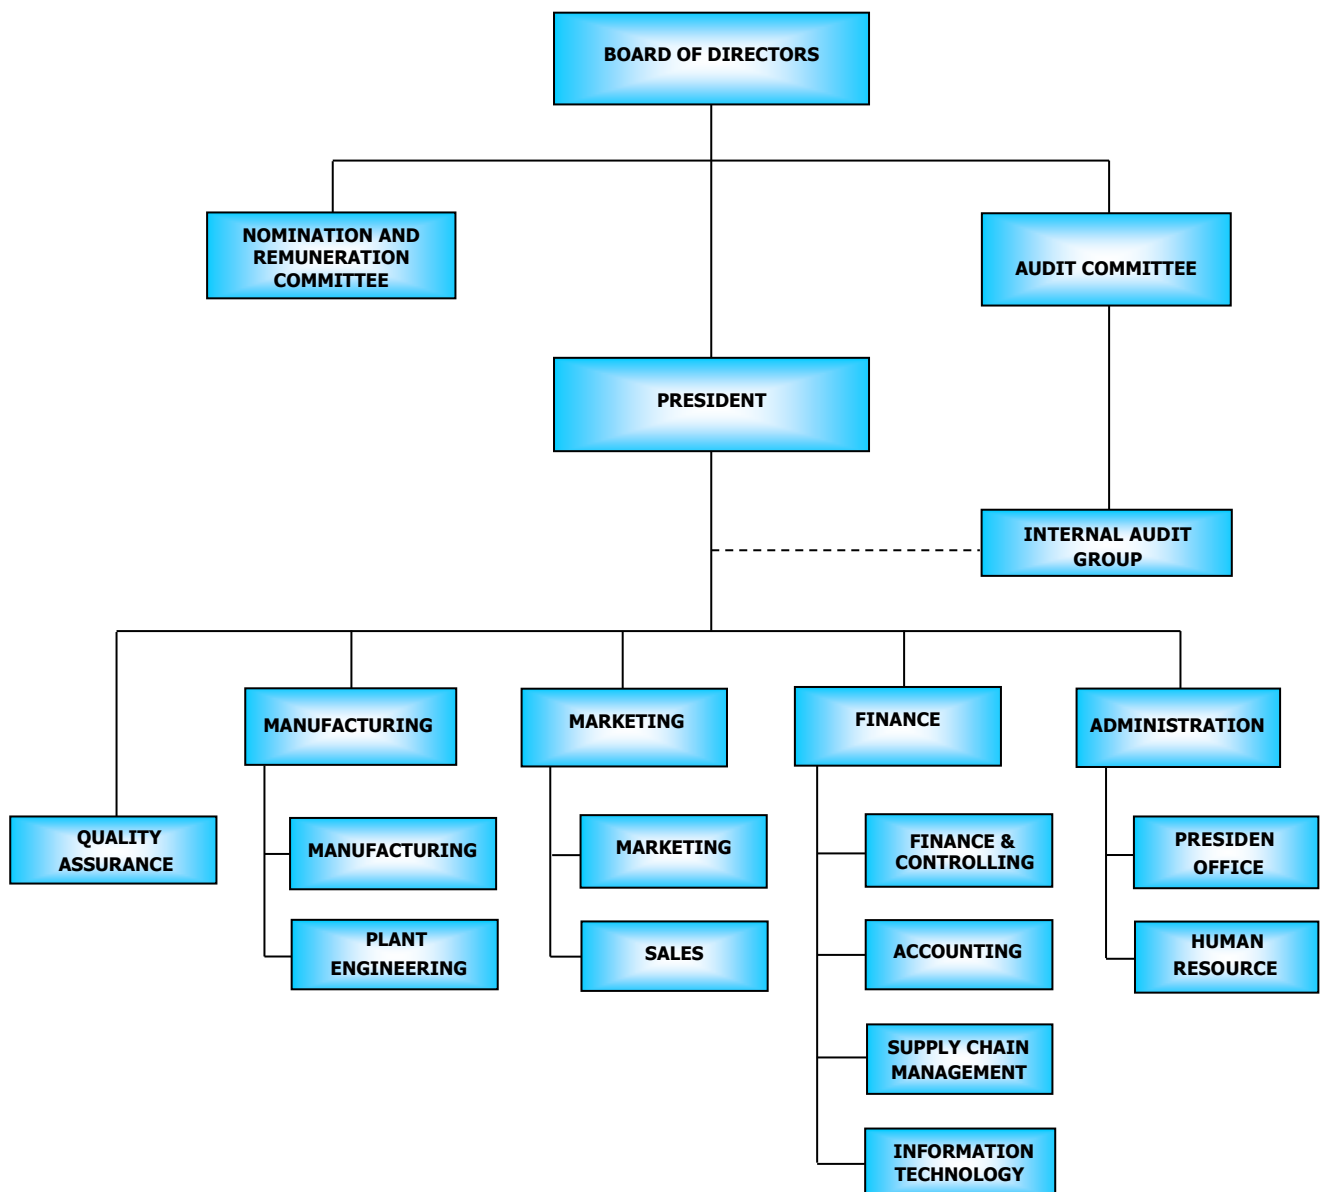 BOARD OF DIRECTORS
NOMINATION AND
REMUNERATION
COMMITTEE
AUDIT COMMITTEE
PRESIDENT
INTERNAL AUDIT
GROUP
MANUFACTURING
MARKETING
FINANCE
ADMINISTRATION
QUALITY
ASSURANCE
MANUFACTURING
MARKETING
FINANCE &
CONTROLLING
PRESIDEN
OFFICE
PLANT
ENGINEERING
SALES
ACCOUNTING
HUMAN
RESOURCE
SUPPLY CHAIN
MANAGEMENT
INFORMATION
TECHNOLOGY